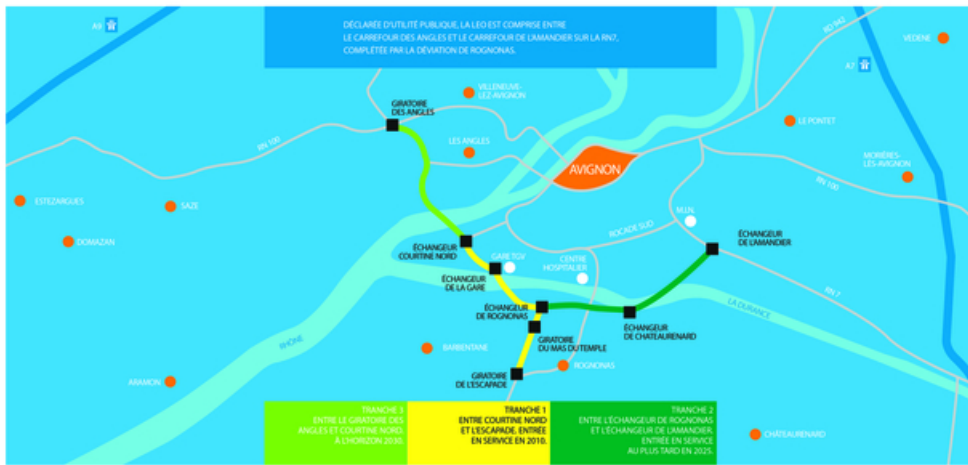 DÉCLARÉE D'UTILITÉ PUBLIQUE, LA LEO EST COMPRISE ENTRE
LE CARREFOUR DES ANGLES ET LE CARREFOUR DE L'AMANDIER SUR LA RN7,
COMPLÉTÉE PAR LA DÉVIATION DE ROGNONAS.
A9
RD 942
VEDENE
A7
VILLENEUVE-
LEZ-AVIGNON
GIRATOIRE
DES ANGLES
LE PONTET
RN 100
LES ANGLES
AVIGNON
MORIÈRES-
LÈS-AVIGNON
RN 100
ESTEZARGUES
SAZE
DOMAZAN
M.I.N.
ROCADE SUD
ÉCHANGEUR
DE L'AMANDIER
ÉCHANGEUR
COURTINE NORD
GARE TGV
CENTRE
HOSPITALIER
ÉCHANGEUR
DE LA GARE
RN 7
LA DURANCE
ÉCHANGEUR
DE ROGNONAS
ÉCHANGEUR
DE CHATEAURENARD
RHÔNE
GIRATOIRE
DU MAS DU TEMPLE
BARBENTANE
ROGNONAS
GIRATOIRE
DE L'ESCAPADE
ARAMON
CHÂTEAURENARD
TRANCHE 3
ENTRE LE GIRATOIRE DES
ANGLES ET COURTINE NORD.
À L'HORIZON 2030.
TRANCHE 1
ENTRE COURTINE NORD
ET L'ESCAPADE. ENTRÉE
EN SERVICE EN 2010.
TRANCHE 2
ENTRE L'ÉCHANGEUR DE ROGNONAS
ET L'ÉCHANGEUR DE L'AMANDIER.
ENTRÉE EN SERVICE
AU PLUS TARD EN 2025.